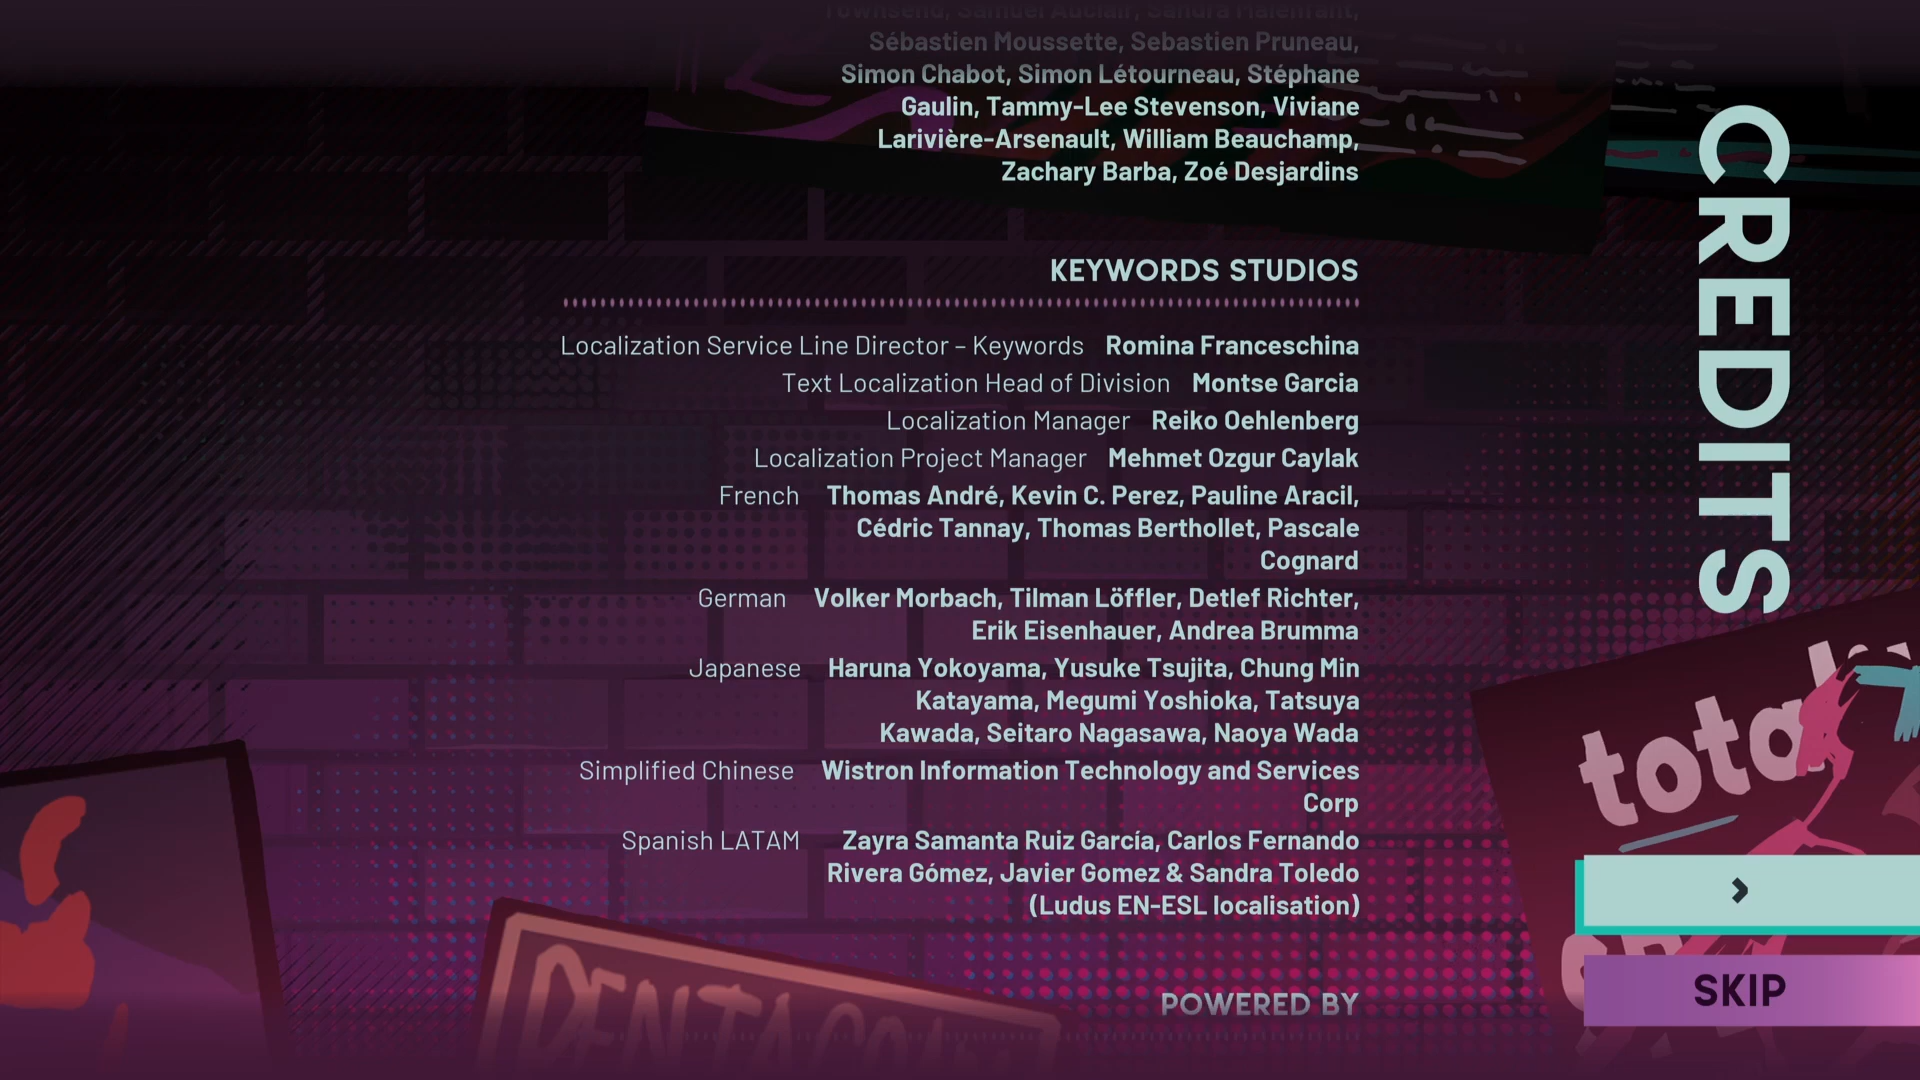 Townsend, Samuel Auclair, Sandra Malenfant,
Sébastien Moussette, Sebastien Pruneau,
Simon Chabot, Simon Létourneau, Stéphane
Gaulin, Tammy-Lee Stevenson, Viviane
Larivière-Arsenault, William Beauchamp,
Zachary Barba, Zoé Desjardins
CREDITS
KEYWORDS STUDIOS
Localization Service Line Director – Keywords Romina Franceschina
Text Localization Head of Division Montse Garcia
Localization Manager Reiko Oehlenberg
Localization Project Manager Mehmet Ozgur Caylak
French Thomas André, Kevin C. Perez, Pauline Aracil,
Cédric Tannay, Thomas Berthollet, Pascale
Cognard
German Volker Morbach, Tilman Löffler, Detlef Richter,
Erik Eisenhauer, Andrea Brumma
Japanese Haruna Yokoyama, Yusuke Tsujita, Chung Min
Katayama, Megumi Yoshioka, Tatsuya
Kawada, Seitaro Nagasawa, Naoya Wada
Simplified Chinese Wistron Information Technology and Services
Corp
Spanish LATAM Zayra Samanta Ruiz García, Carlos Fernando
Rivera Gómez, Javier Gomez & Sandra Toledo
(Ludus EN-ESL localisation)
POWERED BY
SKIP